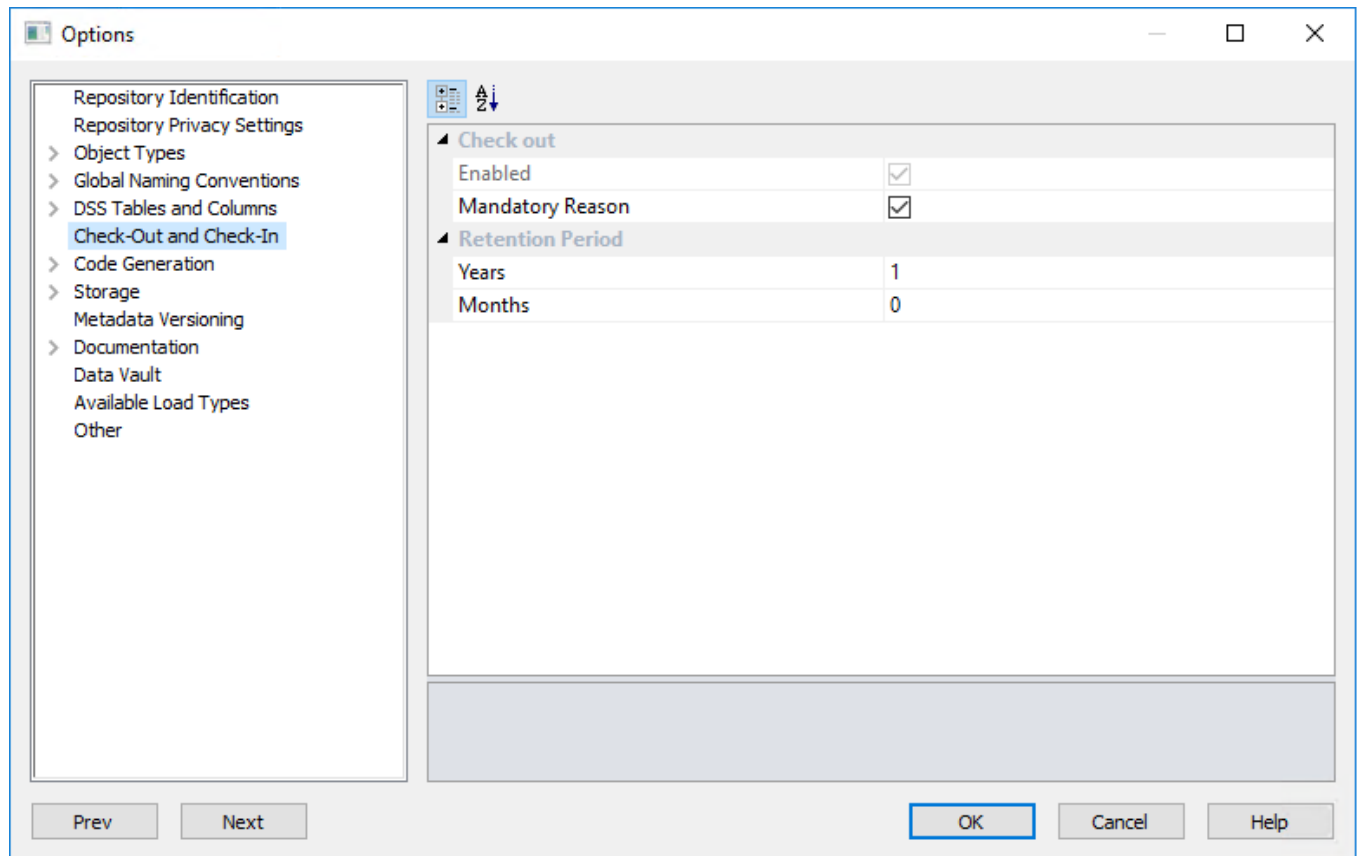 Options
Repository Identification
Repository Privacy Settings
Object Types
Global Naming Conventions
DSS Tables and Columns
Check-Out and Check-In
Code Generation
Storage
Metadata Versioning
Documentation
Data Vault
Available Load Types
Other
A
Z
Check out
Enabled
Mandatory Reason
Retention Period
Years 1
Months 0
Prev Next OK Cancel Help